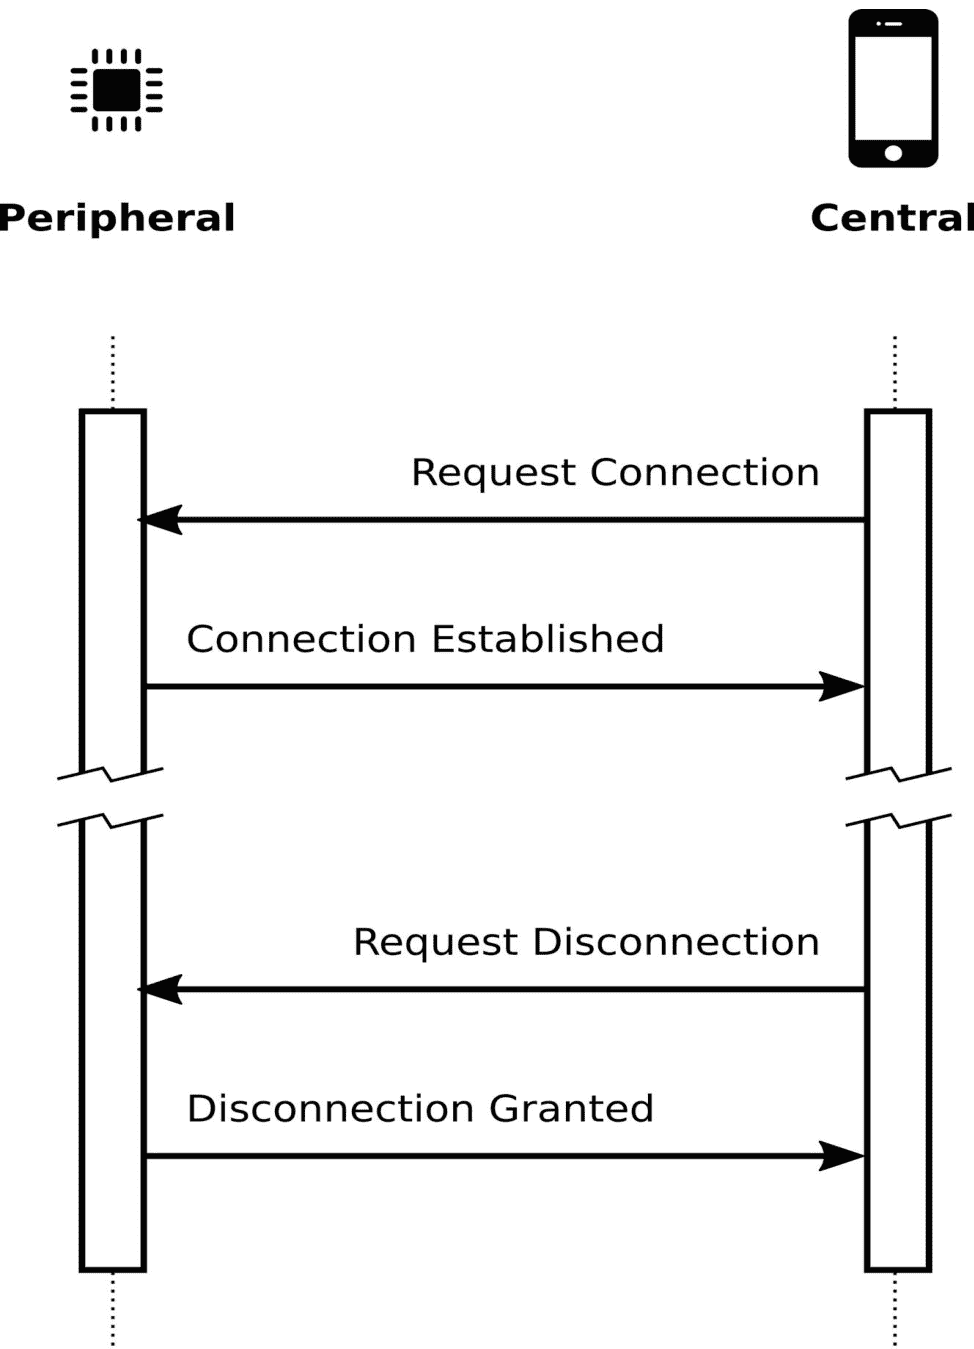 Peripheral
Central
Request Connection
Connection Established
Request Disconnection
Disconnection Granted